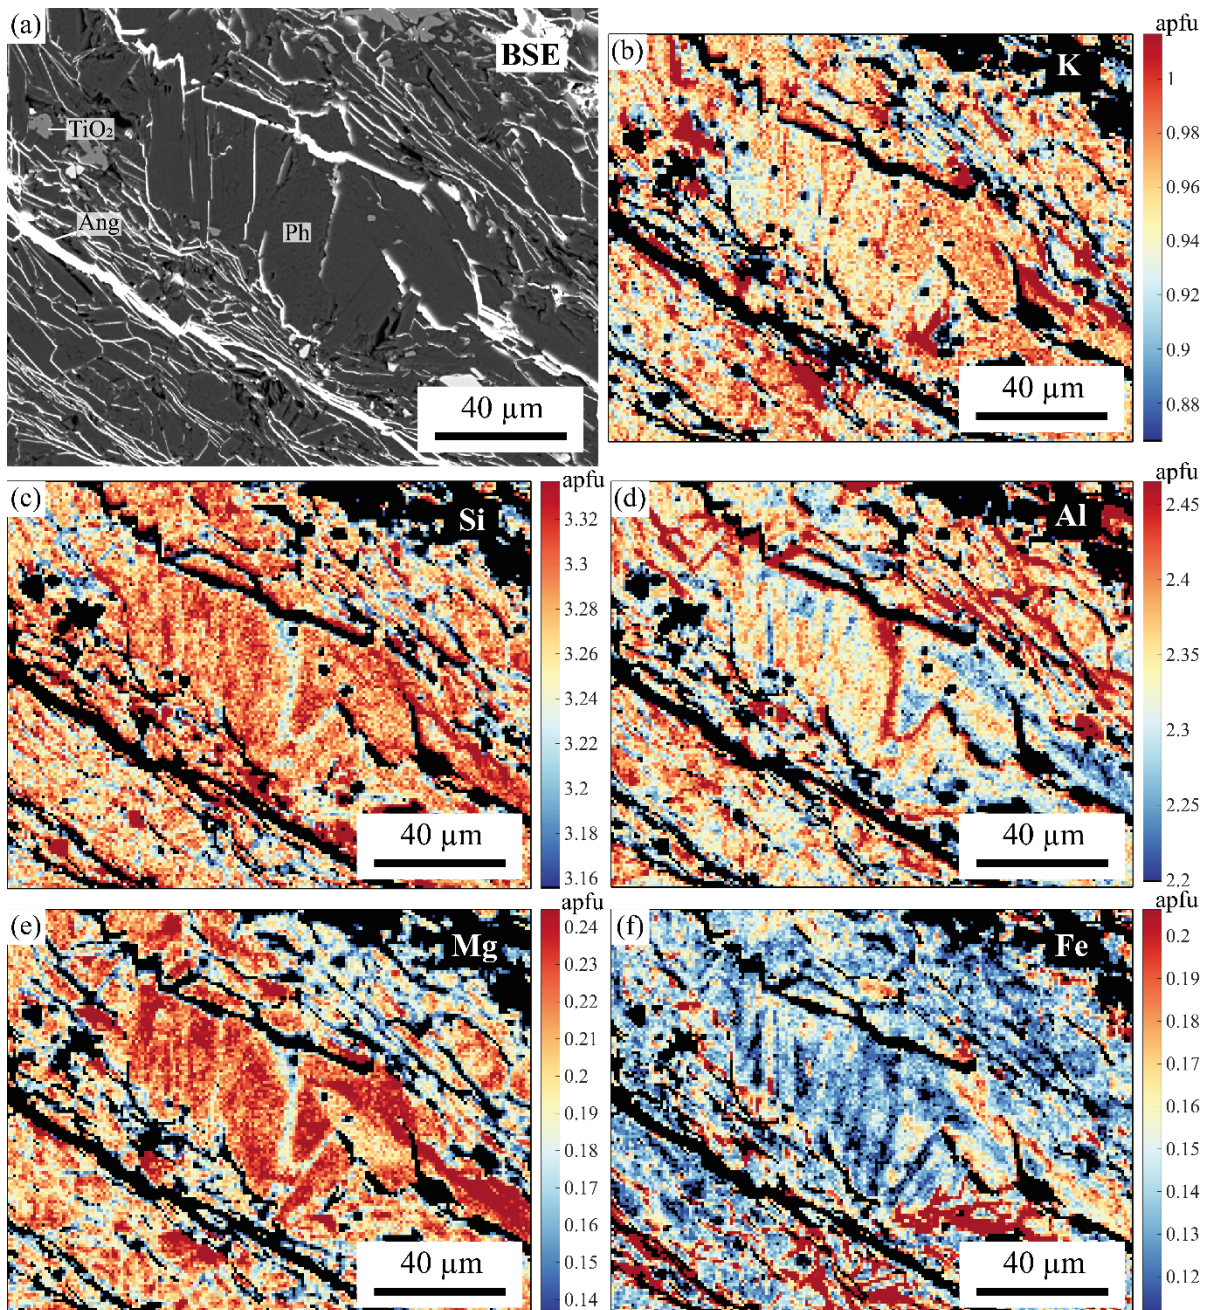 (a)
BSE
TiO₂
Ang
Ph
40 µm
(b)
apfu
K
1
0.98
0.96
0.94
0.92
0.9
0.88
40 µm
(c)
apfu
Si
3.32
3.3
3.28
3.26
3.24
3.22
3.2
3.18
3.16
40 µm
(d)
apfu
Al
2.45
2.4
2.35
2.3
2.25
2.2
40 µm
(e)
apfu
Mg
0.24
0.23
0.22
0.21
0.2
0.19
0.18
0.17
0.16
0.15
0.14
40 µm
(f)
apfu
Fe
0.2
0.19
0.18
0.17
0.16
0.15
0.14
0.13
0.12
40 µm